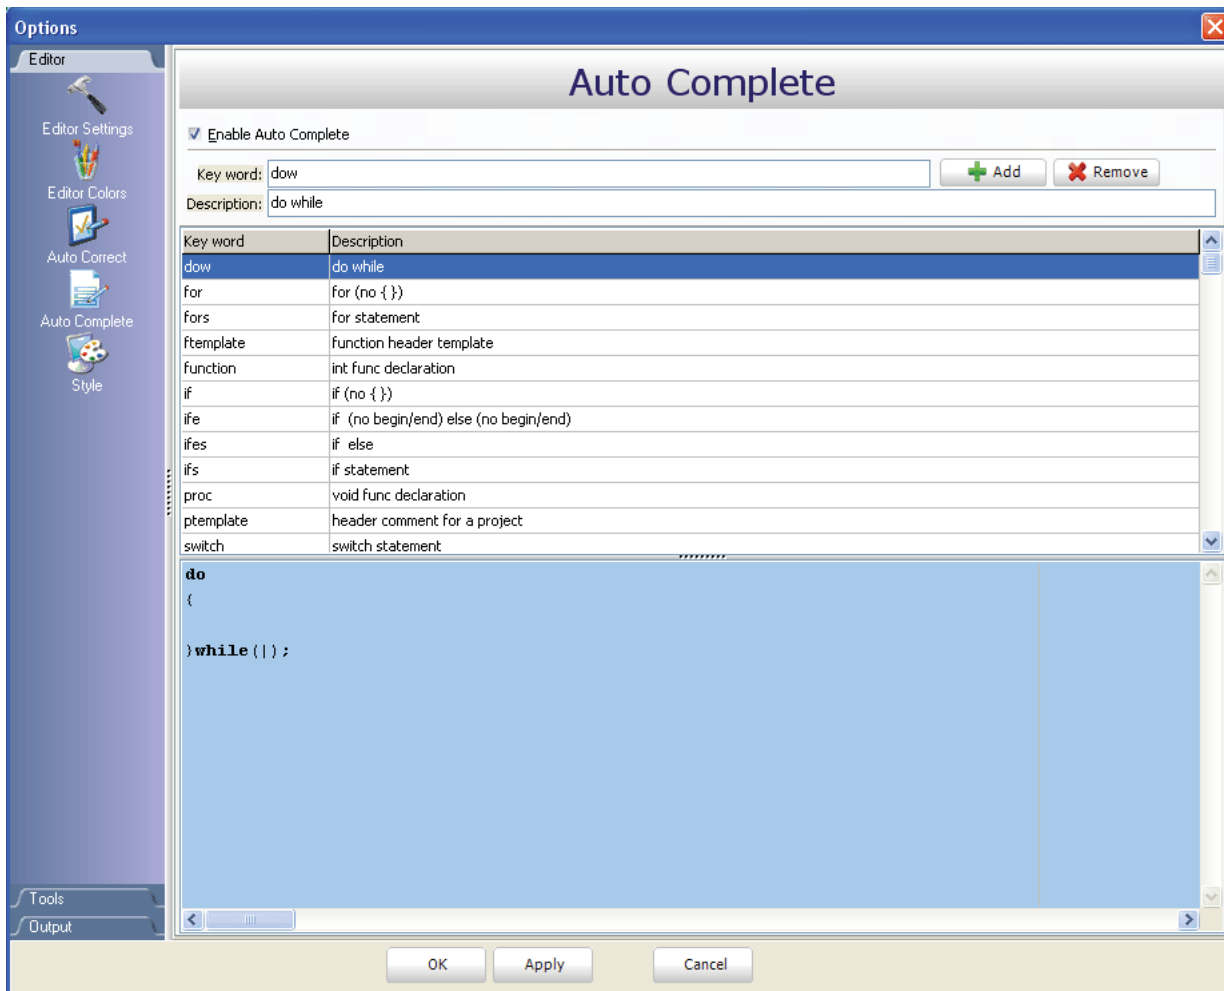 Options
Editor
Editor Settings
Editor Colors
Auto Correct
Auto Complete
Style
Tools
Output
Auto Complete
Enable Auto Complete
Key word: dow Add Remove
Description: do while
Key word Description
dow do while
for for (no { })
fors for statement
ftemplate function header template
function int func declaration
if if (no { })
ife if (no begin/end) else (no begin/end)
ifes if else
ifs if statement
proc void func declaration
ptemplate header comment for a project
switch switch statement
do
{
}while(|);
OK Apply Cancel